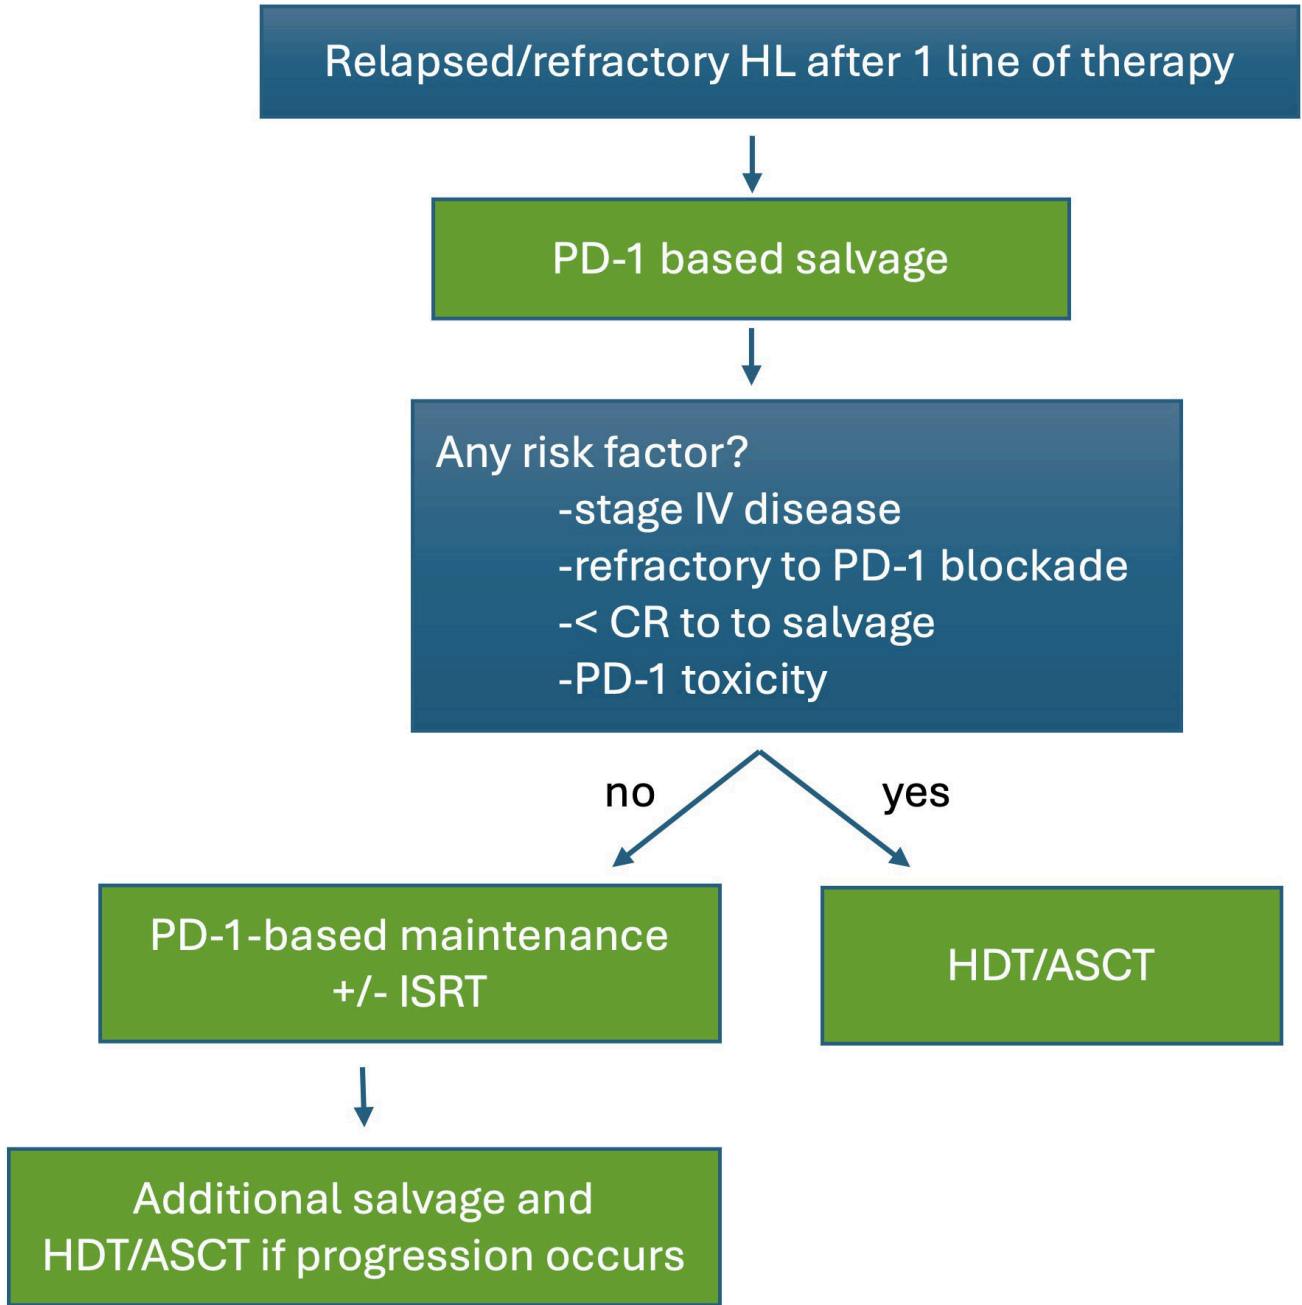 Relapsed/refractory HL after 1 line of therapy
PD-1 based salvage
Any risk factor?
-stage IV disease
-refractory to PD-1 blockade
-< CR to to salvage
-PD-1 toxicity
no
yes
PD-1-based maintenance
+/- ISRT
HDT/ASCT
Additional salvage and
HDT/ASCT if progression occurs